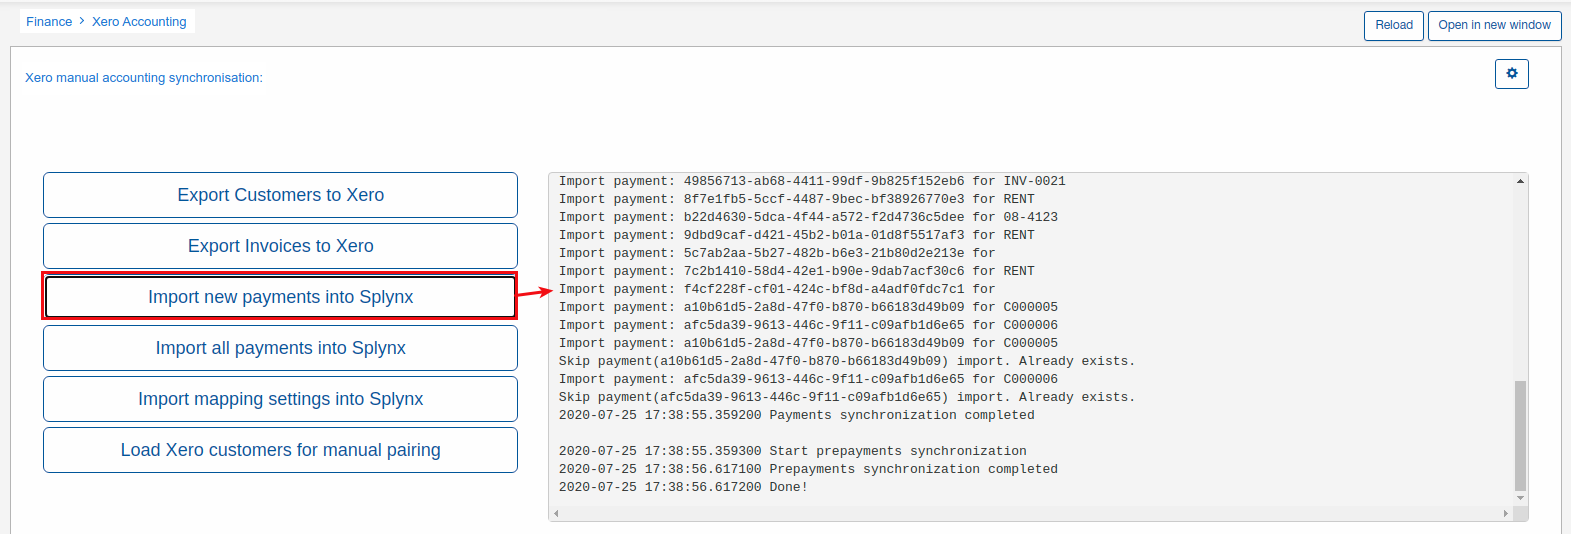 Finance > Xero Accounting
Reload
Open in new window
Xero manual accounting synchronisation:
Export Customers to Xero
Export Invoices to Xero
Import new payments into Splynx
Import all payments into Splynx
Import mapping settings into Splynx
Load Xero customers for manual pairing
Import payment: 49856713-ab68-4411-99df-9b825f152eb6 for INV-0021
Import payment: 8f7e1fb5-5ccf-4487-9bec-bf38926770e3 for RENT
Import payment: b22d4630-5dca-4f44-a572-f2d4736c5dee for 08-4123
Import payment: 9dbd9caf-d421-45b2-b01a-01d8f5517af3 for RENT
Import payment: 5c7ab2aa-5b27-482b-b6e3-21b80d2e213e for
Import payment: 7c2b1410-58d4-42e1-b90e-9dab7acf30c6 for RENT
Import payment: f4cf228f-cf01-424c-bf8d-a4adf0fdc7c1 for
Import payment: a10b61d5-2a8d-47f0-b870-b66183d49b09 for C000005
Import payment: afc5da39-9613-446c-9f11-c09afb1d6e65 for C000006
Import payment: a10b61d5-2a8d-47f0-b870-b66183d49b09 for C000005
Skip payment(a10b61d5-2a8d-47f0-b870-b66183d49b09) import. Already exists.
Import payment: afc5da39-9613-446c-9f11-c09afb1d6e65 for C000006
Skip payment(afc5da39-9613-446c-9f11-c09afb1d6e65) import. Already exists.
2020-07-25 17:38:55.359200 Payments synchronization completed
2020-07-25 17:38:55.359300 Start prepayments synchronization
2020-07-25 17:38:56.617100 Prepayments synchronization completed
2020-07-25 17:38:56.617200 Done!